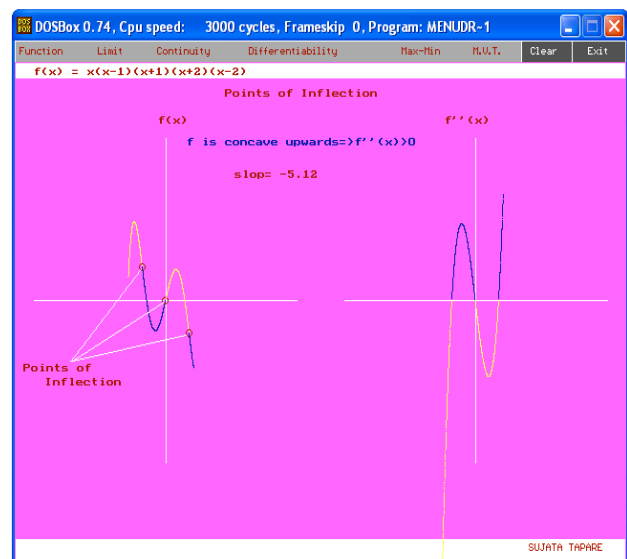 DOS BOX DOSBox 0.74, Cpu speed: 3000 cycles, Frameskip 0, Program: MENUDR~1
Function Limit Continuity Differentiability Max-Min M.V.T. Clear Exit
f(x) = x(x-1)(x+1)(x+2)(x-2)
Points of Inflection
f(x) f''(x)
f is concave upwards=>f''(x)>0
slop= -5.12
Points of
Inflection
SUJATA TAPARE